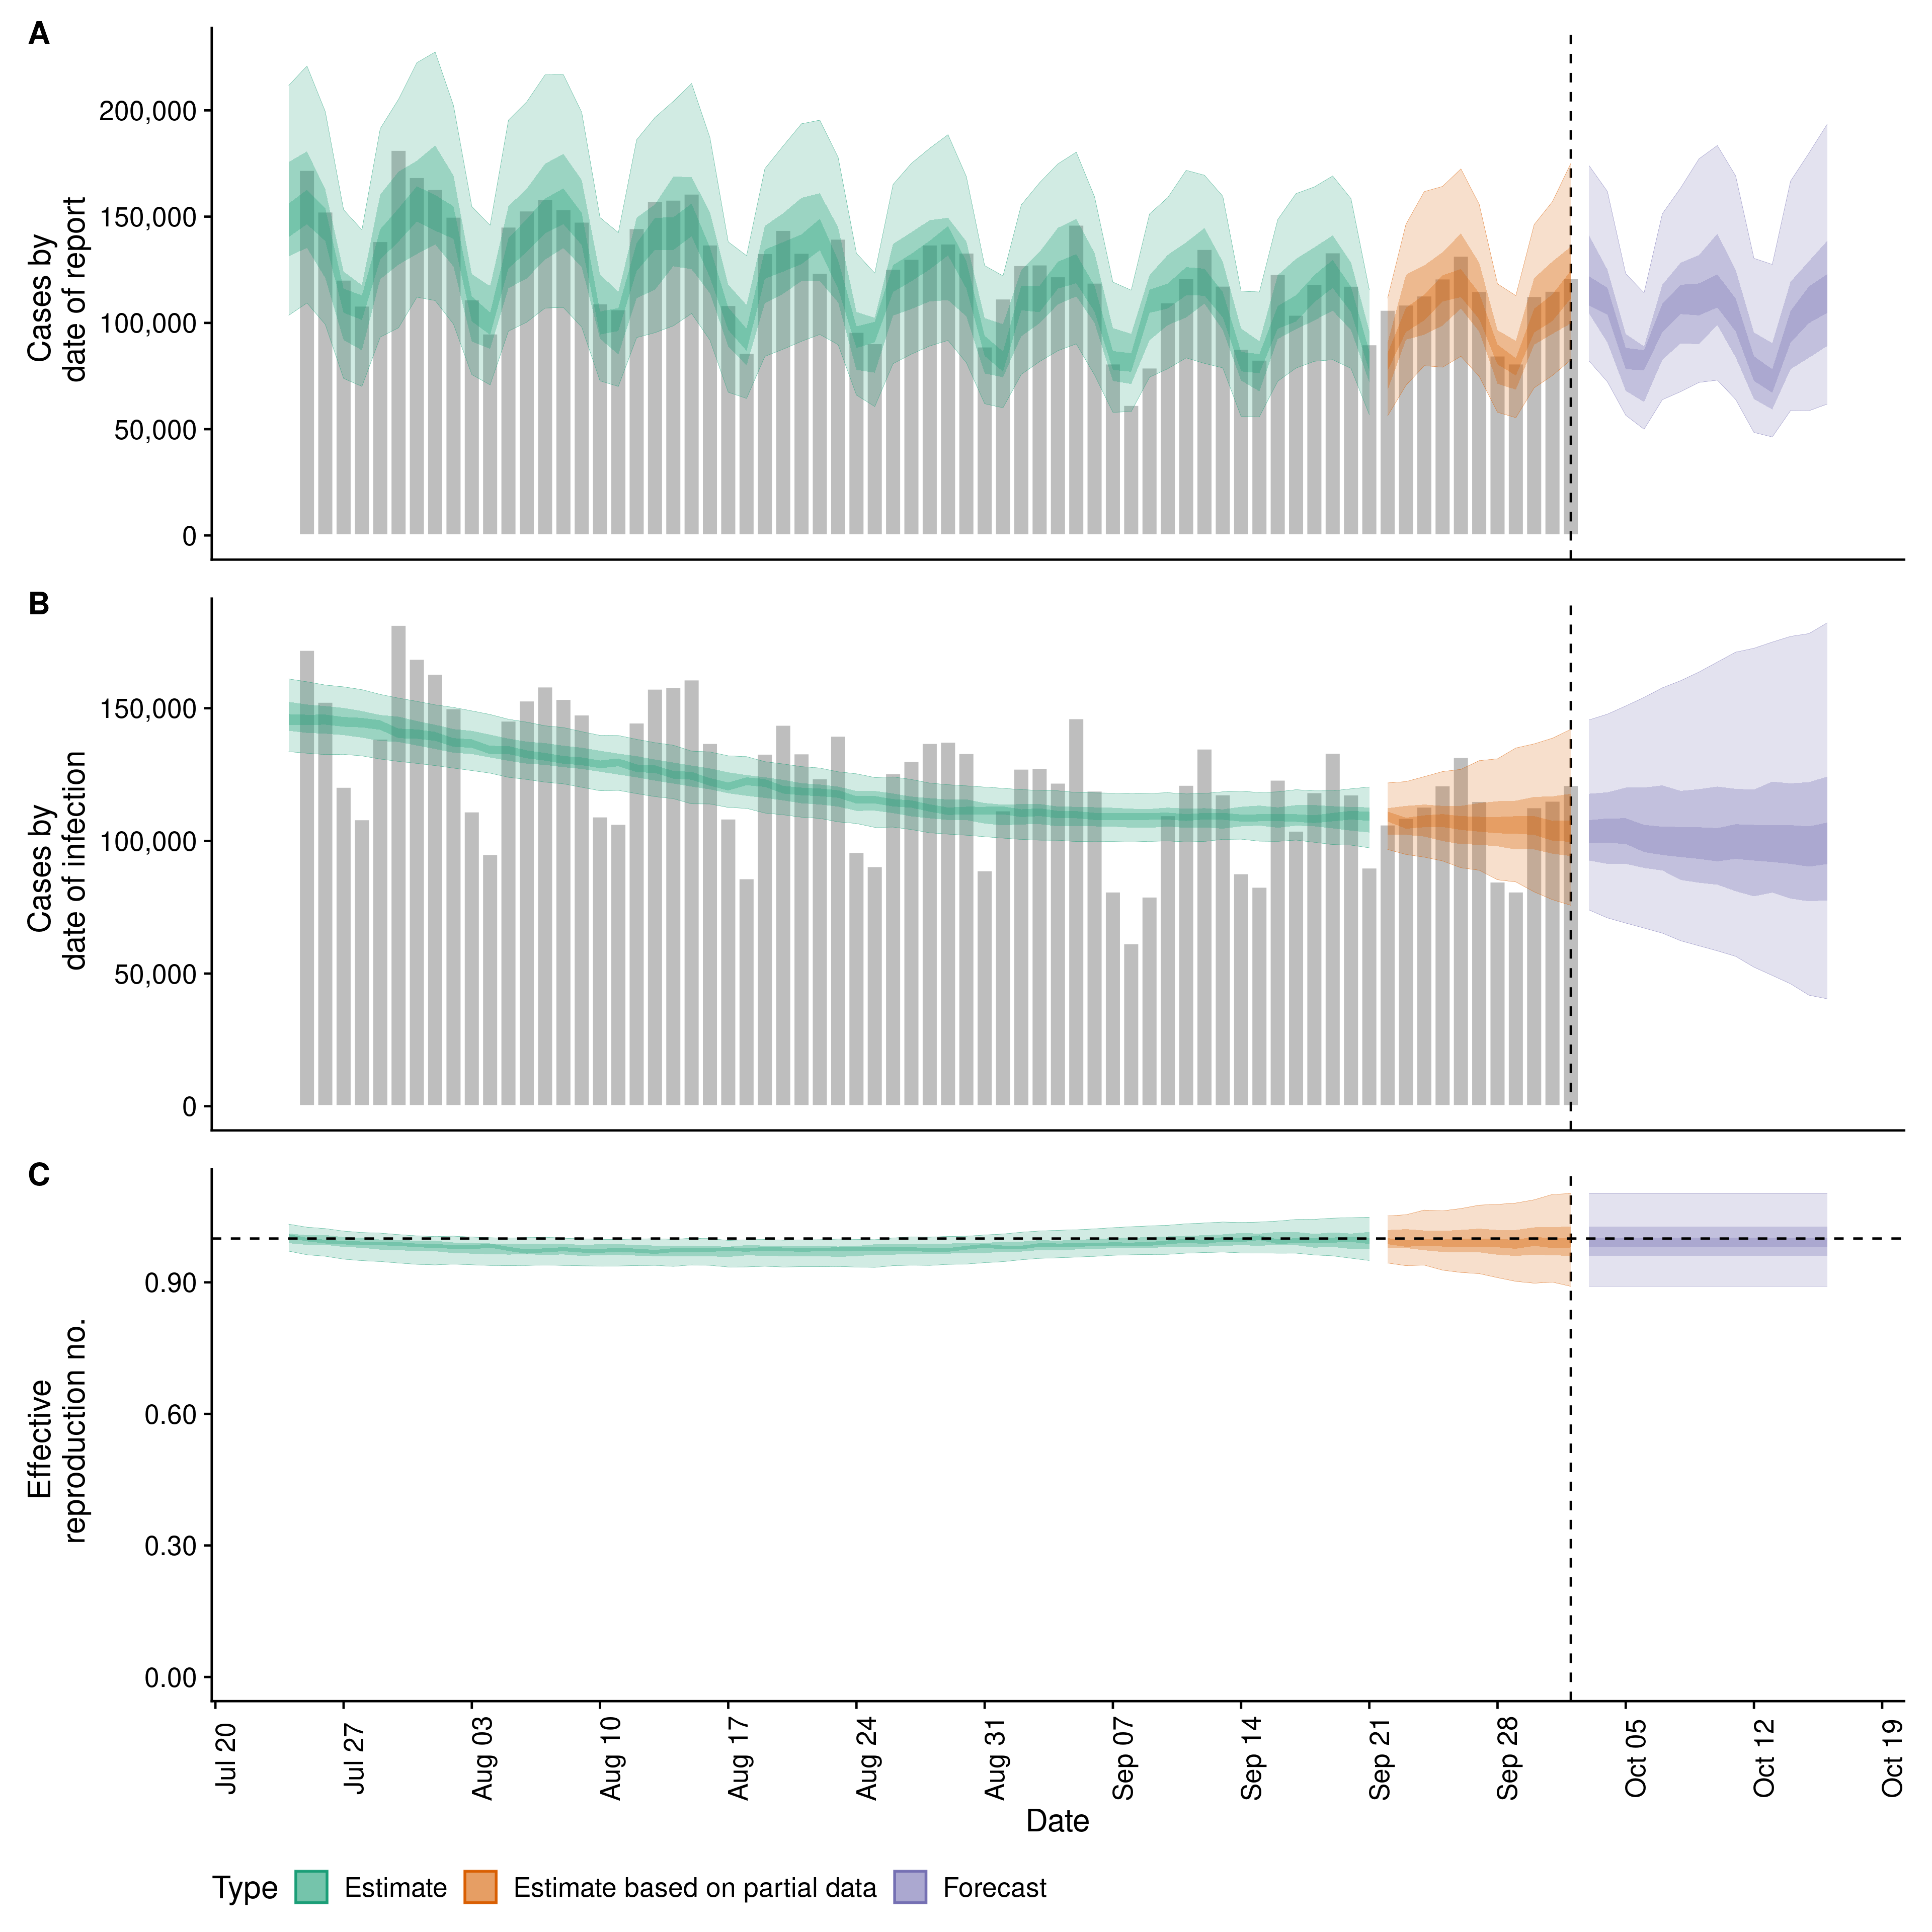 A
200,000
150,000
100,000
50,000
0
Cases by
date of report
B
150,000
100,000
50,000
0
Cases by
date of infection
C
0.90
0.60
0.30
0.00
Effective
reproduction no.
Jul 20
Jul 27
Aug 03
Aug 10
Aug 17
Aug 24
Aug 31
Sep 07
Sep 14
Sep 21
Sep 28
Oct 05
Oct 12
Oct 19
Date
Type Estimate Estimate based on partial data Forecast